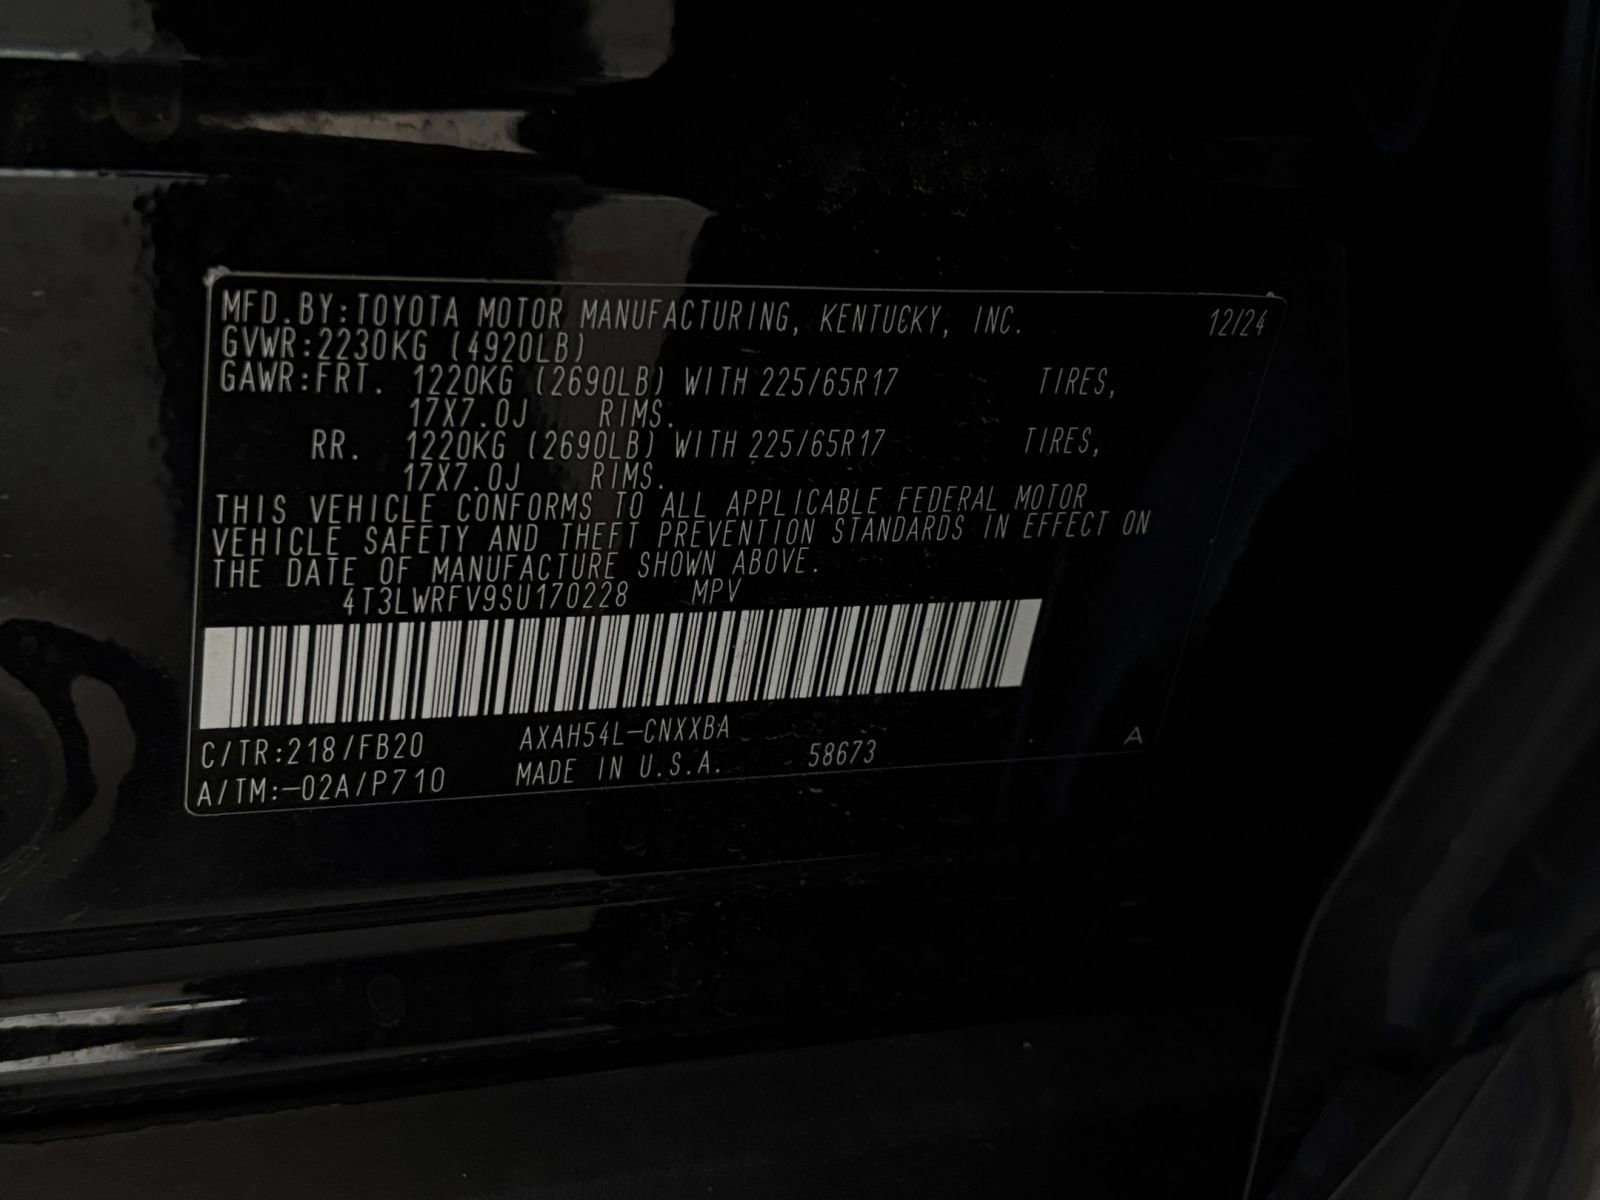 MFD.BY:TOYOTA MOTOR MANUFACTURING, KENTUCKY, INC. 12/24
GVWR:2230KG (4920LB)
GAWR:FRT. 1220KG (2690LB) WITH 225/65R17 TIRES,
17X7.0J RIMS.
RR. 1220KG (2690LB) WITH 225/65R17 TIRES,
17X7.0J RIMS.
THIS VEHICLE CONFORMS TO ALL APPLICABLE FEDERAL MOTOR
VEHICLE SAFETY AND THEFT PREVENTION STANDARDS IN EFFECT ON
THE DATE OF MANUFACTURE SHOWN ABOVE.
4T3LWRFV9SU170228 MPV
C/TR:218/FB20 AXAH54L-CNXXBA
A/TM:-02A/P710 MADE IN U.S.A. 58673 A